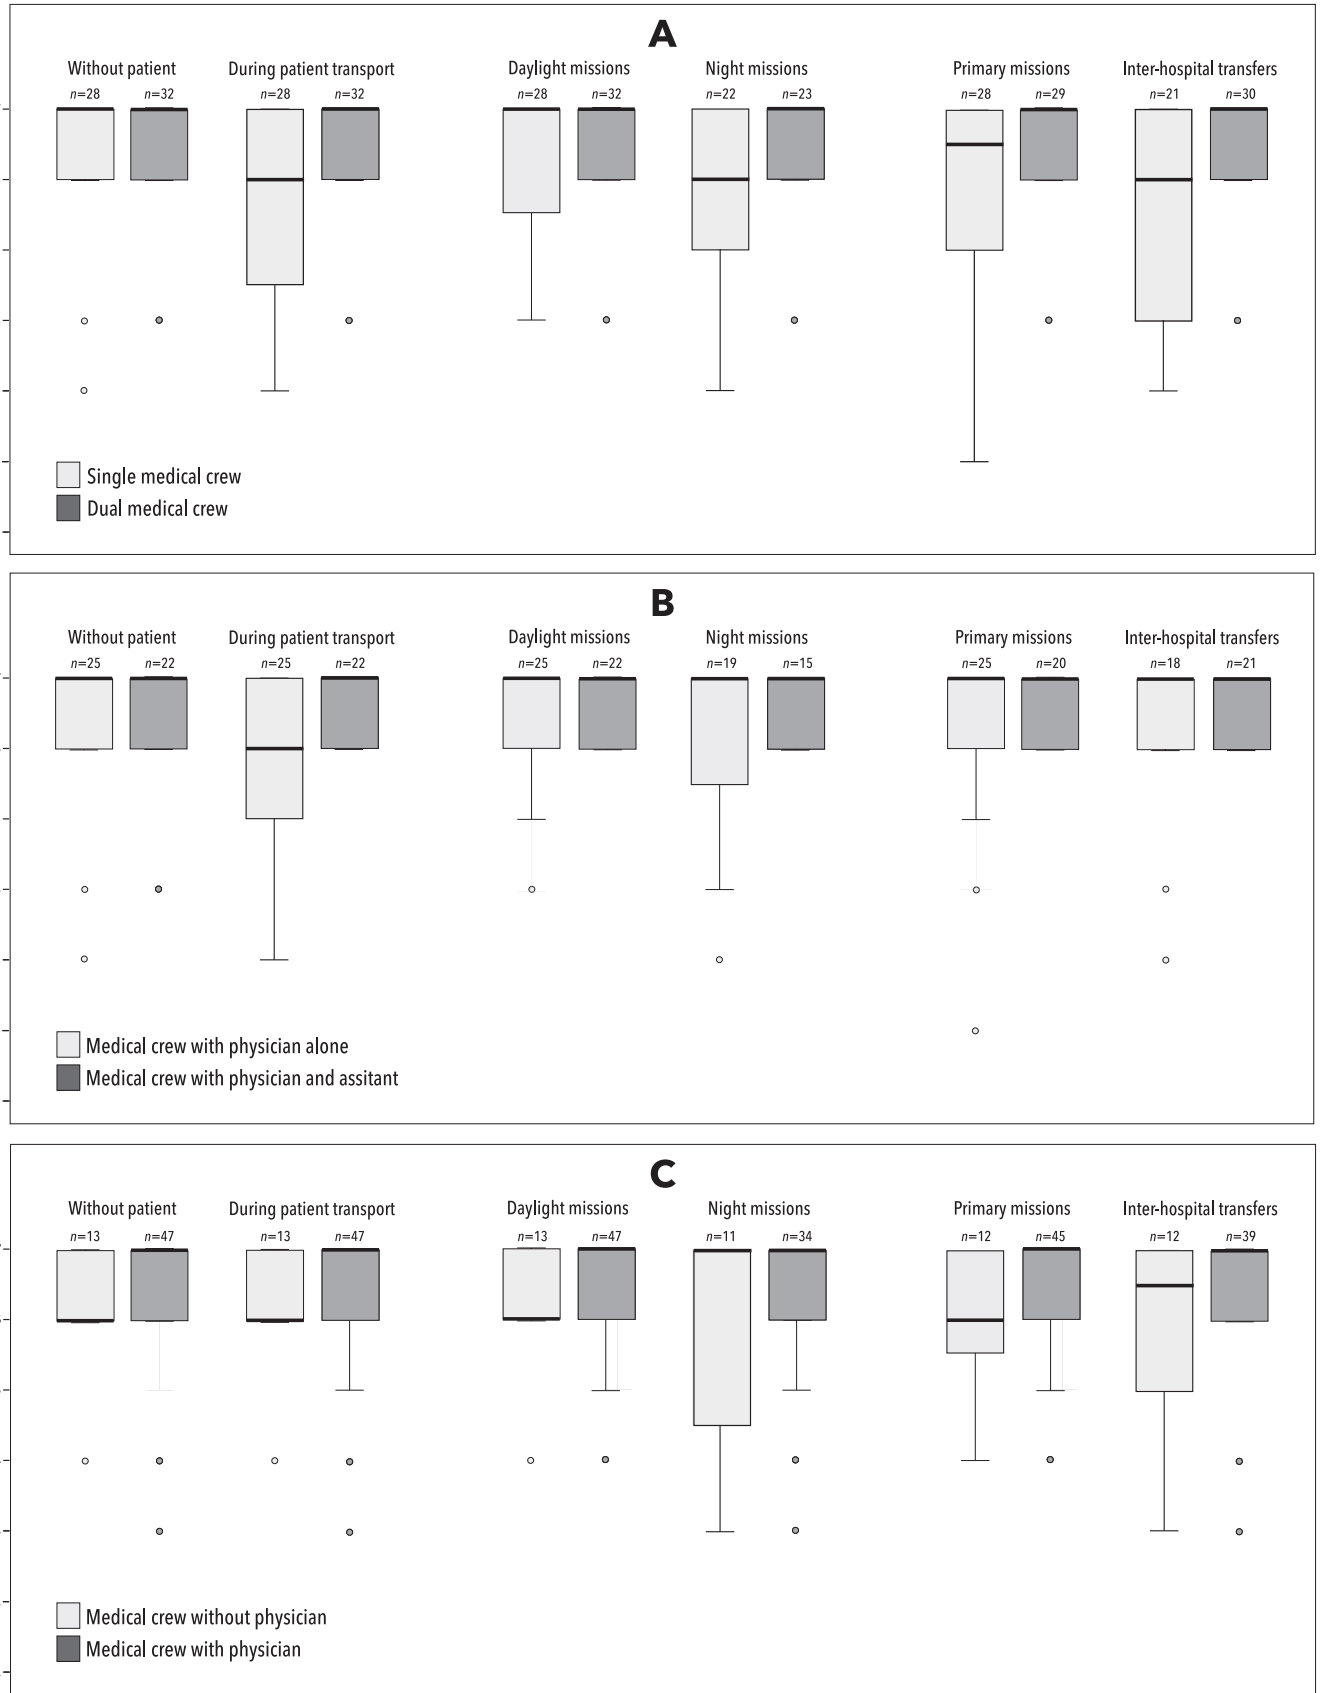 A
Without patient During patient transport Daylight missions Night missions Primary missions Inter-hospital transfers
n=28 n=32 n=28 n=32 n=28 n=32 n=22 n=23 n=28 n=29 n=21 n=30
Single medical crew
Dual medical crew
B
Without patient During patient transport Daylight missions Night missions Primary missions Inter-hospital transfers
n=25 n=22 n=25 n=22 n=25 n=22 n=19 n=15 n=25 n=20 n=18 n=21
Medical crew with physician alone
Medical crew with physician and assitant
C
Without patient During patient transport Daylight missions Night missions Primary missions Inter-hospital transfers
n=13 n=47 n=13 n=47 n=13 n=47 n=11 n=34 n=12 n=45 n=12 n=39
Medical crew without physician
Medical crew with physician